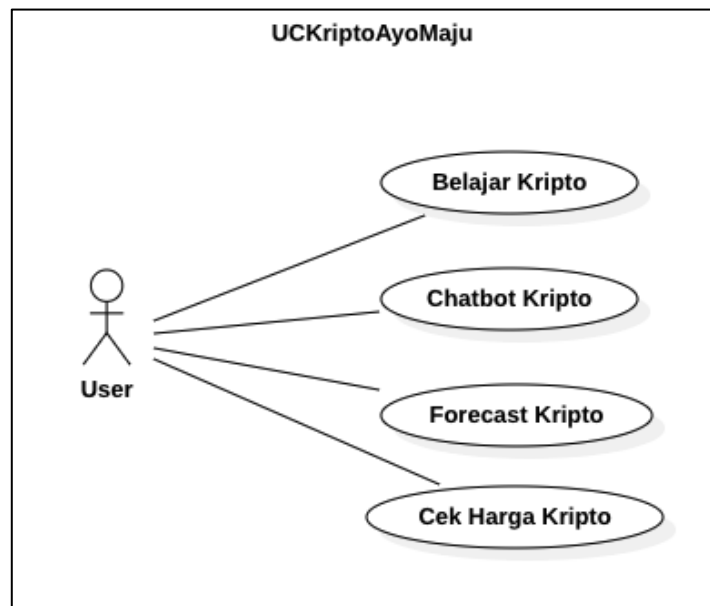 UCKriptoAyoMaju
Belajar Kripto
Chatbot Kripto
User
Forecast Kripto
Cek Harga Kripto